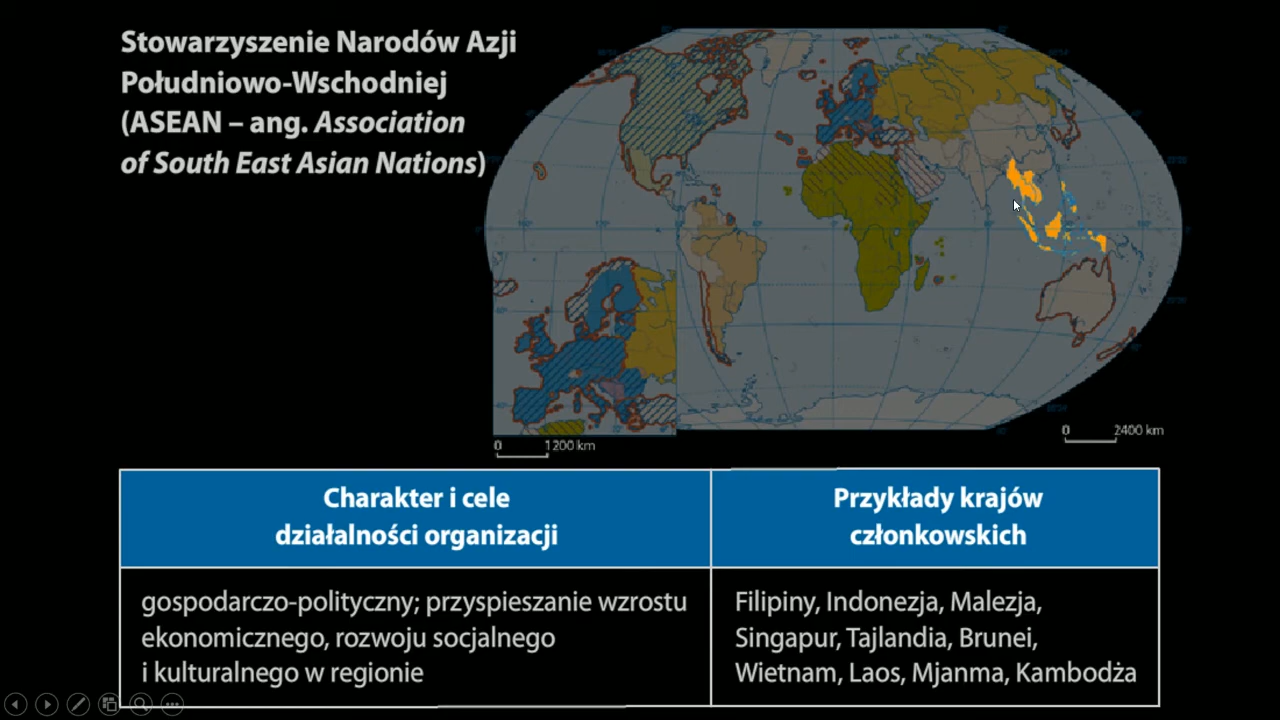 Stowarzyszenie Narodów Azji
Południowo-Wschodniej
(ASEAN – ang. Association
of South East Asian Nations)
0 1200 km
0 2400 km
Charakter i cele
działalności organizacji
Przykłady krajów
członkowskich
gospodarczo-polityczny; przyspieszanie wzrostu
ekonomicznego, rozwoju socjalnego
i kulturalnego w regionie
Filipiny, Indonezja, Malezja,
Singapur, Tajlandia, Brunei,
Wietnam, Laos, Mjanma, Kambodża